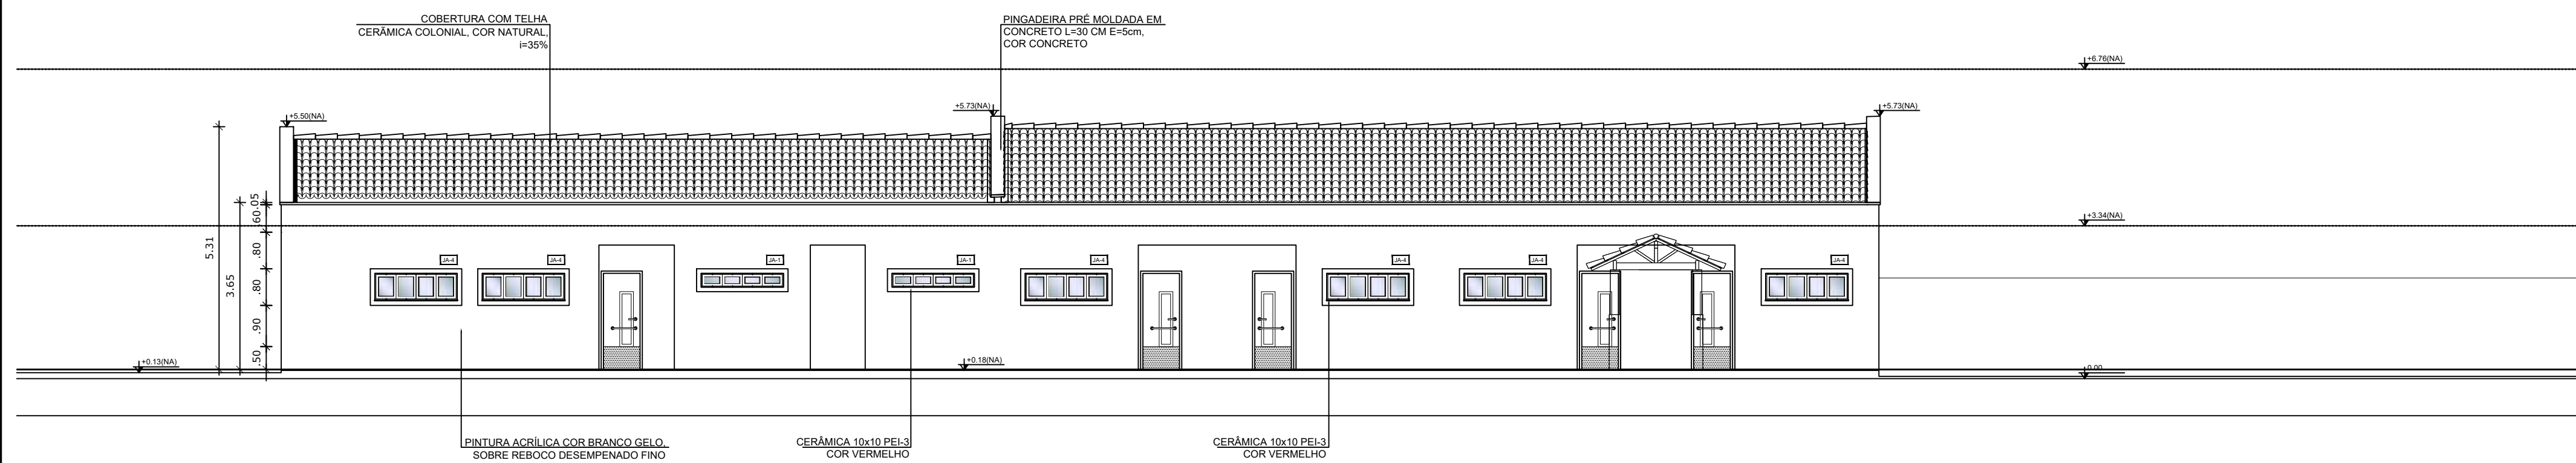 COBERTURA COM TELHA
CERÃMICA COLONIAL, COR NATURAL,
i=35%
PINGADEIRA PRÉ MOLDADA EM
CONCRETO L=30 CM E=5cm,
COR CONCRETO
+6.76(NA)
+5.50(NA)
+5.73(NA)
+5.73(NA)
+3.34(NA)
5.31
3.65
.60.05
.80
.80
.90
.50
JA-4
JA-4
JA-1
JA-1
JA-4
JA-4
JA-4
JA-4
+0.13(NA)
+0.18(NA)
0.00
PINTURA ACRÍLICA COR BRANCO GELO,
SOBRE REBOCO DESEMPENADO FINO
CERÂMICA 10x10 PEI-3
COR VERMELHO
CERÂMICA 10x10 PEI-3
COR VERMELHO